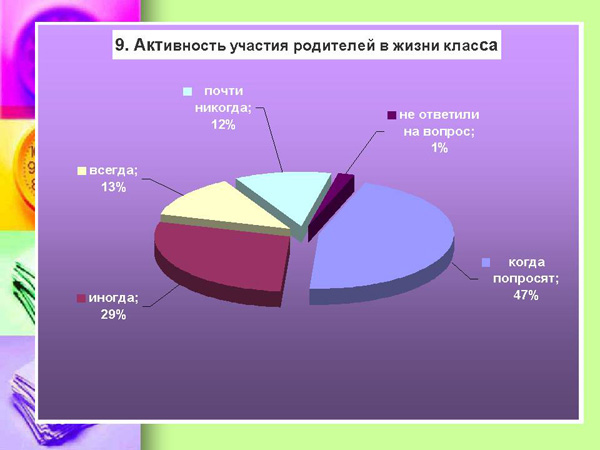 9. Активность участия родителей в жизни класса
почти
никогда;
12%
не ответили
на вопрос;
1%
всегда;
13%
когда
попросят;
47%
иногда;
29%